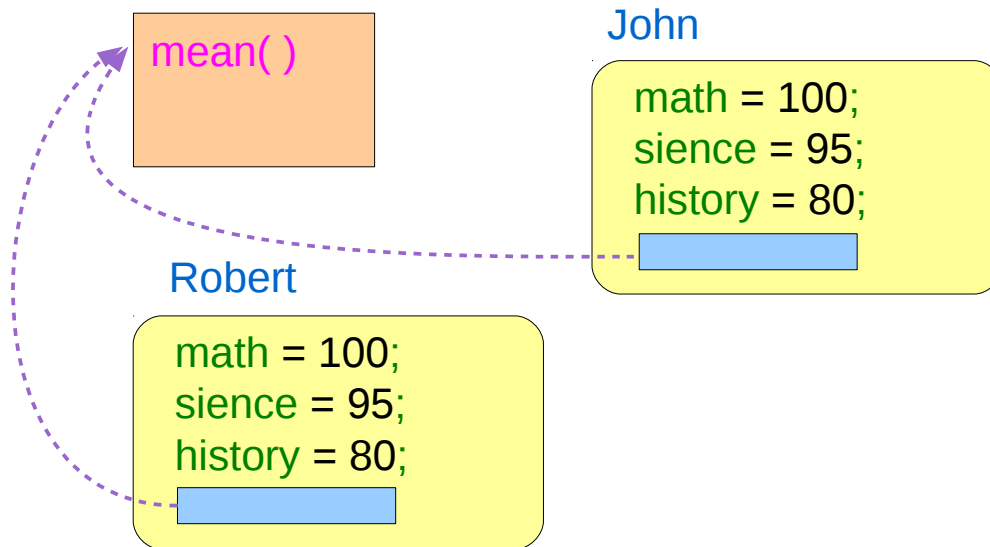 mean( )
John
math = 100;
sience = 95;
history = 80;
Robert
math = 100;
sience = 95;
history = 80;